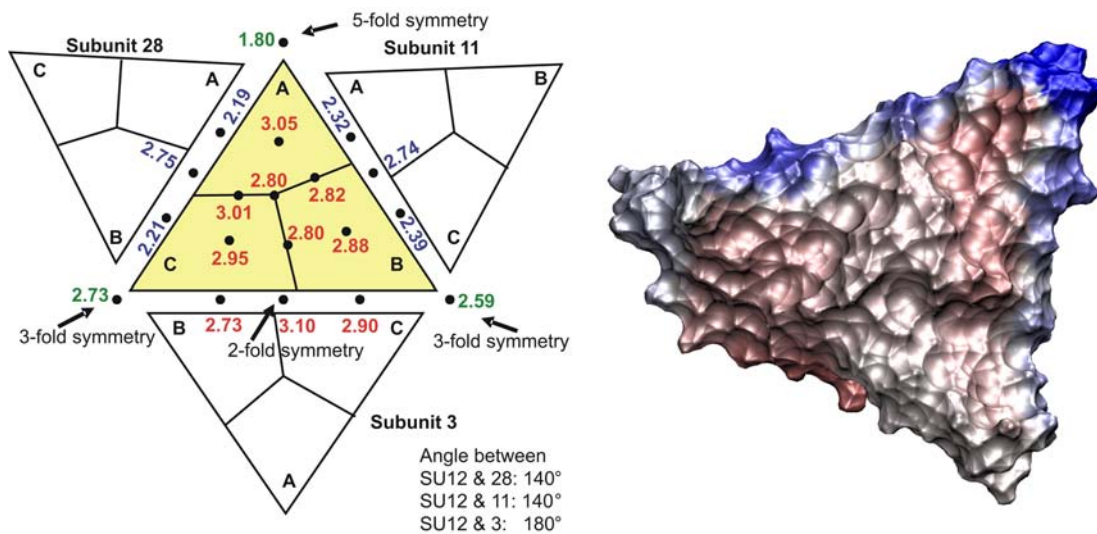 5-fold symmetry
1.80
Subunit 28
Subunit 11
C
A
A
B
A
2.19
2.32
3.05
2.75
2.74
2.80
2.82
3.01
2.80
2.88
2.95
2.21
2.39
B
C
B
C
2.73
2.59
3-fold symmetry
B
2.73
3.10
2.90
C
2-fold symmetry
3-fold symmetry
Subunit 3
A
Angle between
SU12 & 28: 140°
SU12 & 11: 140°
SU12 & 3: 180°